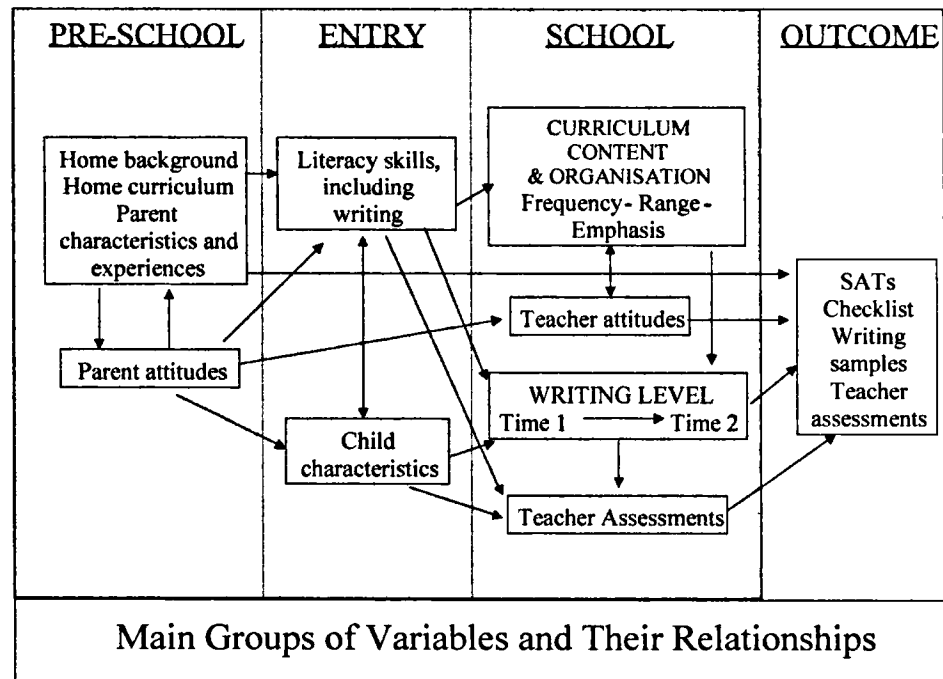 PRE-SCHOOL
ENTRY
SCHOOL
OUTCOME
Home background
Home curriculum
Parent
characteristics and
experiences
Parent attitudes
Literacy skills,
including
writing
Child
characteristics
CURRICULUM
CONTENT
& ORGANISATION
Frequency - Range -
Emphasis
Teacher attitudes
WRITING LEVEL
Time 1 Time 2
Teacher Assessments
SATs
Checklist
Writing
samples
Teacher
assessments
Main Groups of Variables and Their Relationships